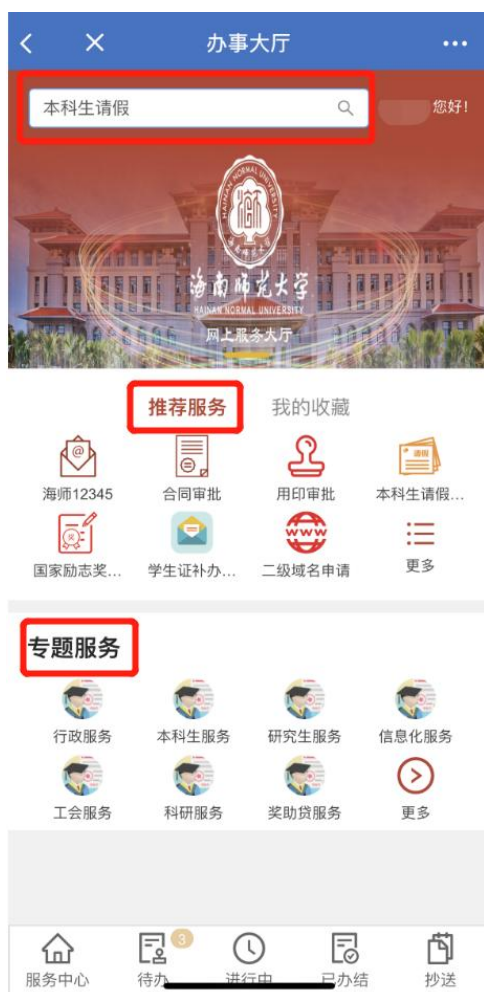 办事大厅
本科生请假
您好!
HAINAN NORMAL UNIVERSITY
海南师范大学
HAINAN NORMAL UNIVERSITY
网上服务大厅
推荐服务
我的收藏
海师12345
合同审批
用印审批
本科生请假...
国家励志奖...
学生证补办...
二级域名申请
更多
专题服务
行政服务
本科生服务
研究生服务
信息化服务
工会服务
科研服务
奖助贷服务
更多
3
服务中心
待办
进行中
已办结
抄送